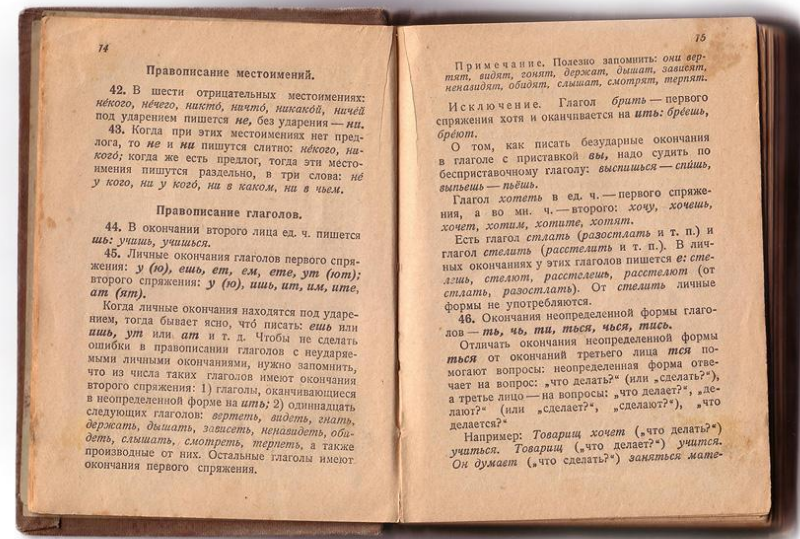 14
Правописание местоимений.
42. В шести отрицательных местоимениях:
не́кого, не́чего, никто́, ничто́, никако́й, ниче́й
под ударением пишется не, без ударения — ни.
43. Когда при этих местоимениях нет пред-
лога, то не и ни пишутся слитно: не́кого, ни-
кого́; когда же есть предлог, тогда эти место-
имения пишутся раздельно, в три слова: не́
у кого, ни у кого́, ни в каком, ни в чьем.
Правописание глаголов.
44. В окончании второго лица ед. ч. пишется
шь: учишь, учишься.
45. Личные окончания глаголов первого спря-
жения: у (ю), ешь, ет, ем, ете, ут (ют);
второго спряжения: у (ю), ишь, ит, им, ите,
ат (ят).
Когда личные окончания находятся под ударе-
нием, тогда бывает ясно, что́ писать: ешь или
ишь, ут или ат и т. д. Чтобы не сделать
ошибки в правописании глаголов с неударяе-
мыми личными окончаниями, нужно запомнить,
что из числа таких глаголов имеют окончания
второго спряжения: 1) глаголы, оканчивающиеся
в неопределенной форме на ить; 2) одиннадцать
следующих глаголов: вертеть, видеть, гнать,
держать, дышать, зависеть, ненавидеть, оби-
деть, слышать, смотреть, терпеть, а также
производные от них. Остальные глаголы имеют
окончания первого спряжения.
15
Примечание. Полезно запомнить: они вер-
тят, видят, гонят, держат, дышат, зависят,
ненавидят, обидят, слышат, смотрят, терпят.
Исключение. Глагол брить — первого
спряжения хотя и оканчивается на ить: бре́ешь,
бре́ют.
О том, как писать безударные окончания
в глаголе с приставкой вы, надо судить по
бесприставочному глаголу: выспишься — спи́шь,
выпьешь — пьёшь.
Глагол хотеть в ед. ч. — первого спряже-
ния, а во мн. ч. — второго: хочу, хочешь,
хочет, хотим, хотите, хотят.
Есть глагол стлать (разостлать и т. п.) и
глагол стелить (расстелить и т. п.). В лич-
ных окончаниях у этих глаголов пишется е: сте-
лешь, стелют, расстелешь, расстелют (от
стлать, разостлать). От стелить личные
формы не употребляются.
46. Окончания неопределенной формы глаго-
лов — ть, чь, ти, ться, чься, тись.
Отличать окончания неопределенной формы
ться от окончаний третьего лица тся по-
могают вопросы: неопределенная форма отве-
чает на вопрос: „что делать?“ (или „сделать?“),
а третье лицо — на вопросы: „что делает?“, „де-
лают?“ (или „сделает?“, „сделают?“), „что
делается?“
Например: Товарищ хочет („что делать?“)
учиться. Товарищ („что делает?“) учится.
Он думает („что сделать?“) заняться мате-